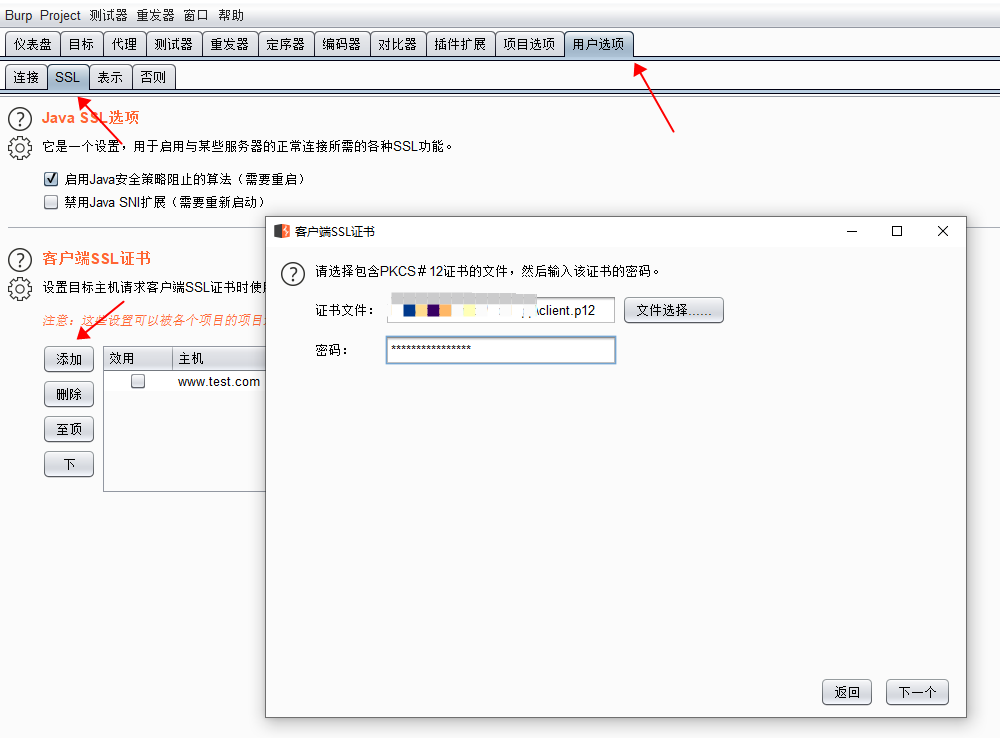 Burp Project 测试器 重发器 窗口 帮助
仪表盘 目标 代理 测试器 重发器 定序器 编码器 对比器 插件扩展 项目选项 用户选项
连接 SSL 表示 否则
? Java SSL选项
它是一个设置，用于启用与某些服务器的正常连接所需的各种SSL功能。
启用Java安全策略阻止的算法（需要重启）
禁用Java SNI扩展（需要重新启动）
? 客户端SSL证书
设置目标主机请求客户端SSL证书时使
注意：这些设置可以被各个项目的项目
添加
删除
至顶
下
效用 主机
www.test.com
客户端SSL证书
? 请选择包含PKCS＃12证书的文件，然后输入该证书的密码。
证书文件： \client.p12 文件选择......
密码： ****************
返回 下一个